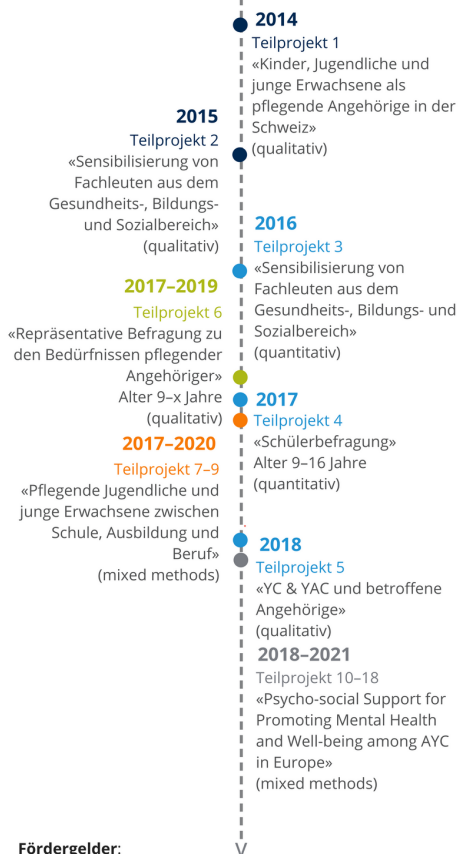 2014
Teilprojekt 1
«Kinder, Jugendliche und
junge Erwachsene als
pflegende Angehörige in der
Schweiz»
(qualitativ)
2015
Teilprojekt 2
«Sensibilisierung von
Fachleuten aus dem
Gesundheits-, Bildungs-
und Sozialbereich»
(qualitativ)
2016
Teilprojekt 3
«Sensibilisierung von
Fachleuten aus dem
Gesundheits-, Bildungs- und
Sozialbereich»
(quantitativ)
2017–2019
Teilprojekt 6
«Repräsentative Befragung zu
den Bedürfnissen pflegender
Angehöriger»
Alter 9–x Jahre
(qualitativ)
2017
Teilprojekt 4
«Schülerbefragung»
Alter 9–16 Jahre
(quantitativ)
2017–2020
Teilprojekt 7–9
«Pflegende Jugendliche und
junge Erwachsene zwischen
Schule, Ausbildung und
Beruf»
(mixed methods)
2018
Teilprojekt 5
«YC & YAC und betroffene
Angehörige»
(qualitativ)
2018–2021
Teilprojekt 10–18
«Psycho-social Support for
Promoting Mental Health
and Well-being among AYC
in Europe»
(mixed methods)
Fördergelder: